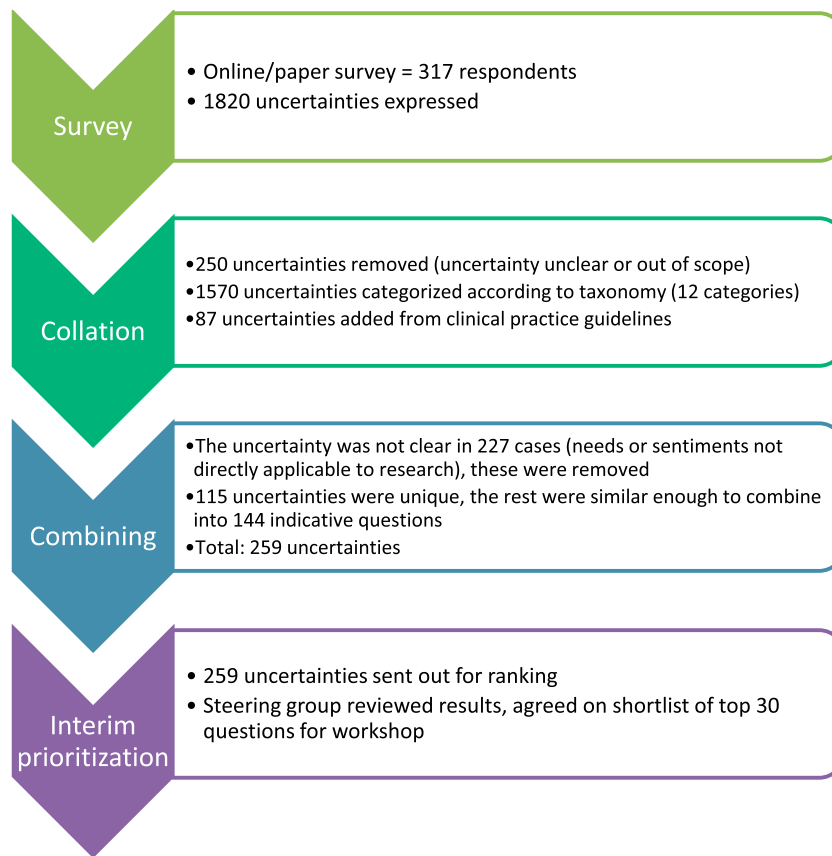 Survey
• Online/paper survey = 317 respondents
• 1820 uncertainties expressed
Collation
•250 uncertainties removed (uncertainty unclear or out of scope)
•1570 uncertainties categorized according to taxonomy (12 categories)
•87 uncertainties added from clinical practice guidelines
Combining
•The uncertainty was not clear in 227 cases (needs or sentiments not
directly applicable to research), these were removed
•115 uncertainties were unique, the rest were similar enough to combine
into 144 indicative questions
•Total: 259 uncertainties
Interim
prioritization
• 259 uncertainties sent out for ranking
• Steering group reviewed results, agreed on shortlist of top 30
questions for workshop